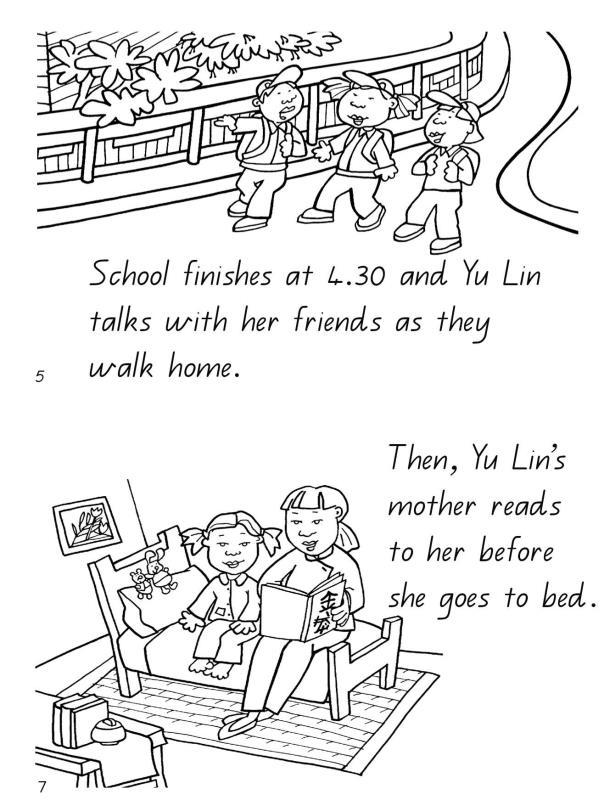 School finishes at 4.30 and Yu Lin
talks with her friends as they
walk home.
5
Then, Yu Lin's
mother reads
to her before
she goes to bed.
金
7